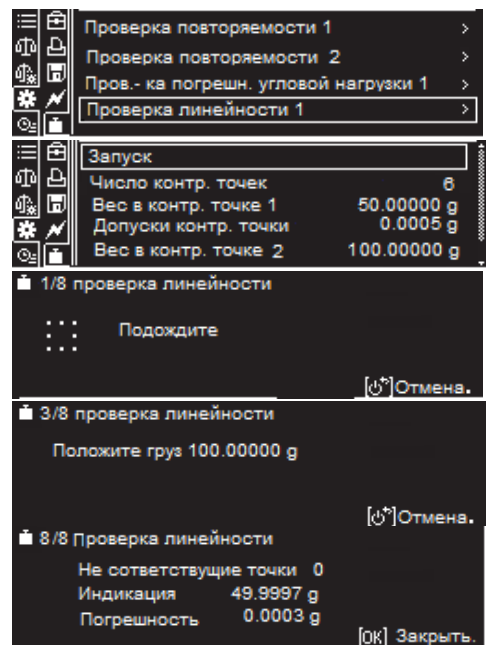 Проверка повторяемости 1 >
Проверка повторяемости 2 >
Пров.- ка погрешн. угловой нагрузки 1 >
Проверка линейности 1 >
Запуск
Число контр. точек 6
Вес в контр. точке 1 50.00000 g
Допуски контр. точки 0.0005 g
Вес в контр. точке 2 100.00000 g
1/8 проверка линейности
Подождите
[⏻]Отмена.
3/8 проверка линейности
Положите груз 100.00000 g
[⏻]Отмена.
8/8 Проверка линейности
Не сответствущие точки 0
Индикация 49.9997 g
Погрешность 0.0003 g
[OK] Закрыть.